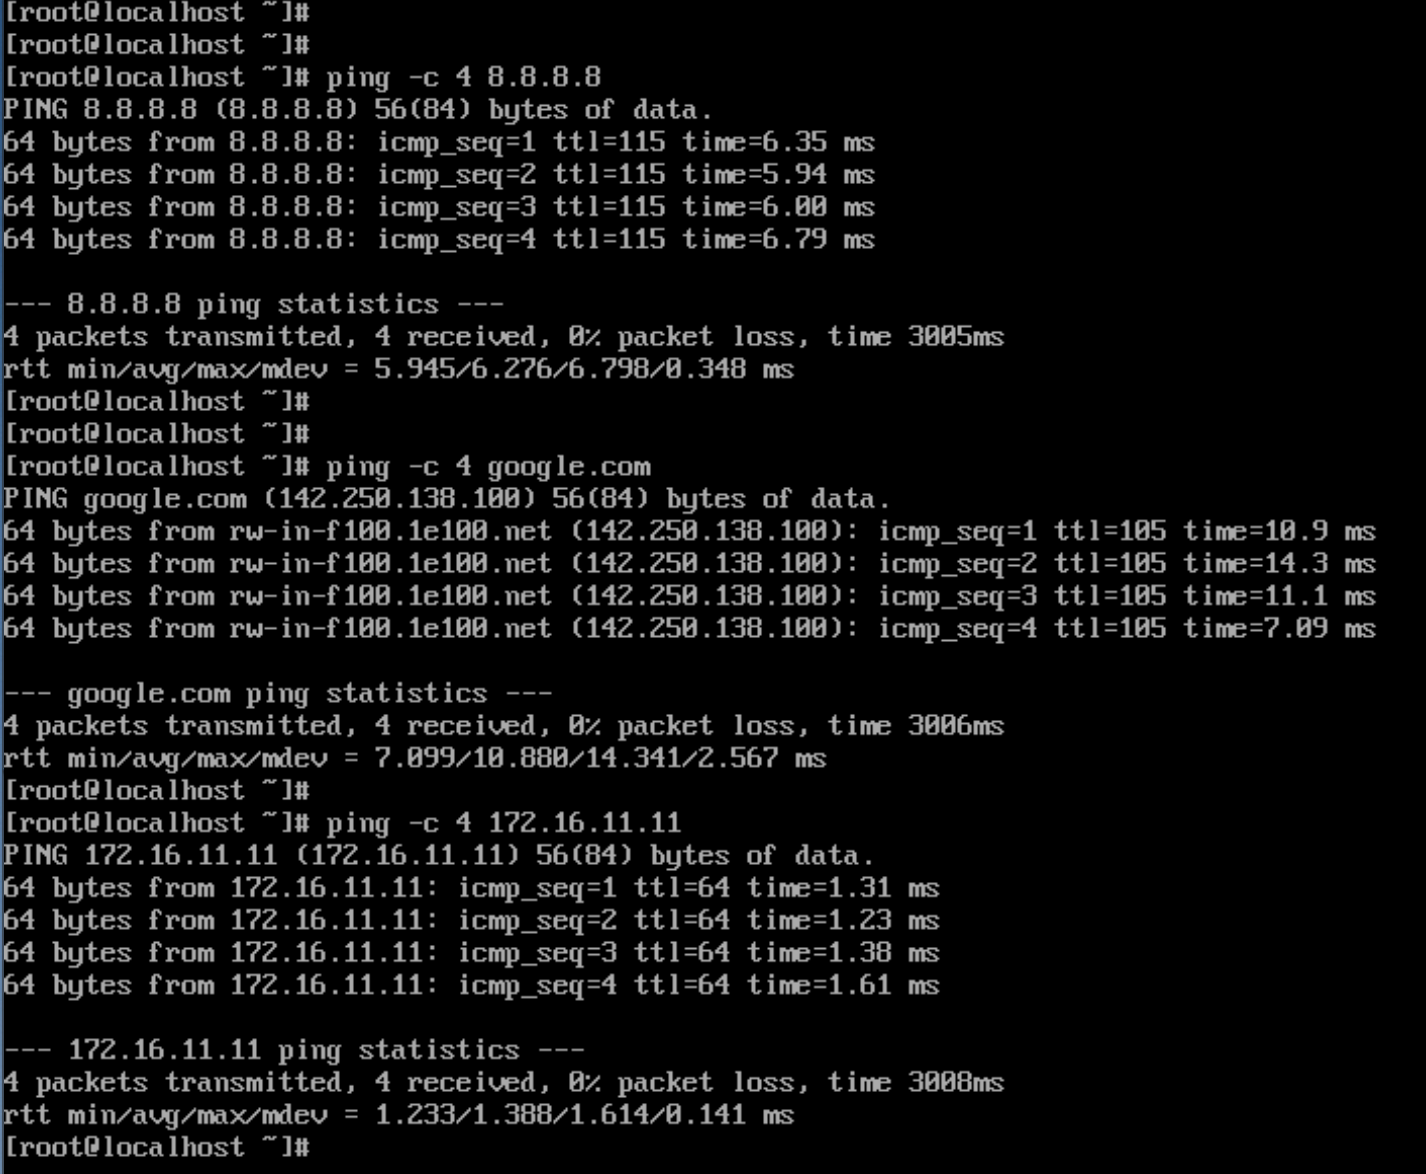 [root@localhost ~]#
[root@localhost ~]#
[root@localhost ~]# ping -c 4 8.8.8.8
PING 8.8.8.8 (8.8.8.8) 56(84) bytes of data.
64 bytes from 8.8.8.8: icmp_seq=1 ttl=115 time=6.35 ms
64 bytes from 8.8.8.8: icmp_seq=2 ttl=115 time=5.94 ms
64 bytes from 8.8.8.8: icmp_seq=3 ttl=115 time=6.00 ms
64 bytes from 8.8.8.8: icmp_seq=4 ttl=115 time=6.79 ms
--- 8.8.8.8 ping statistics ---
4 packets transmitted, 4 received, 0% packet loss, time 3005ms
rtt min/avg/max/mdev = 5.945/6.276/6.798/0.348 ms
[root@localhost ~]#
[root@localhost ~]#
[root@localhost ~]# ping -c 4 google.com
PING google.com (142.250.138.100) 56(84) bytes of data.
64 bytes from rw-in-f100.1e100.net (142.250.138.100): icmp_seq=1 ttl=105 time=10.9 ms
64 bytes from rw-in-f100.1e100.net (142.250.138.100): icmp_seq=2 ttl=105 time=14.3 ms
64 bytes from rw-in-f100.1e100.net (142.250.138.100): icmp_seq=3 ttl=105 time=11.1 ms
64 bytes from rw-in-f100.1e100.net (142.250.138.100): icmp_seq=4 ttl=105 time=7.09 ms
--- google.com ping statistics ---
4 packets transmitted, 4 received, 0% packet loss, time 3006ms
rtt min/avg/max/mdev = 7.099/10.880/14.341/2.567 ms
[root@localhost ~]#
[root@localhost ~]# ping -c 4 172.16.11.11
PING 172.16.11.11 (172.16.11.11) 56(84) bytes of data.
64 bytes from 172.16.11.11: icmp_seq=1 ttl=64 time=1.31 ms
64 bytes from 172.16.11.11: icmp_seq=2 ttl=64 time=1.23 ms
64 bytes from 172.16.11.11: icmp_seq=3 ttl=64 time=1.38 ms
64 bytes from 172.16.11.11: icmp_seq=4 ttl=64 time=1.61 ms
--- 172.16.11.11 ping statistics ---
4 packets transmitted, 4 received, 0% packet loss, time 3008ms
rtt min/avg/max/mdev = 1.233/1.388/1.614/0.141 ms
[root@localhost ~]#